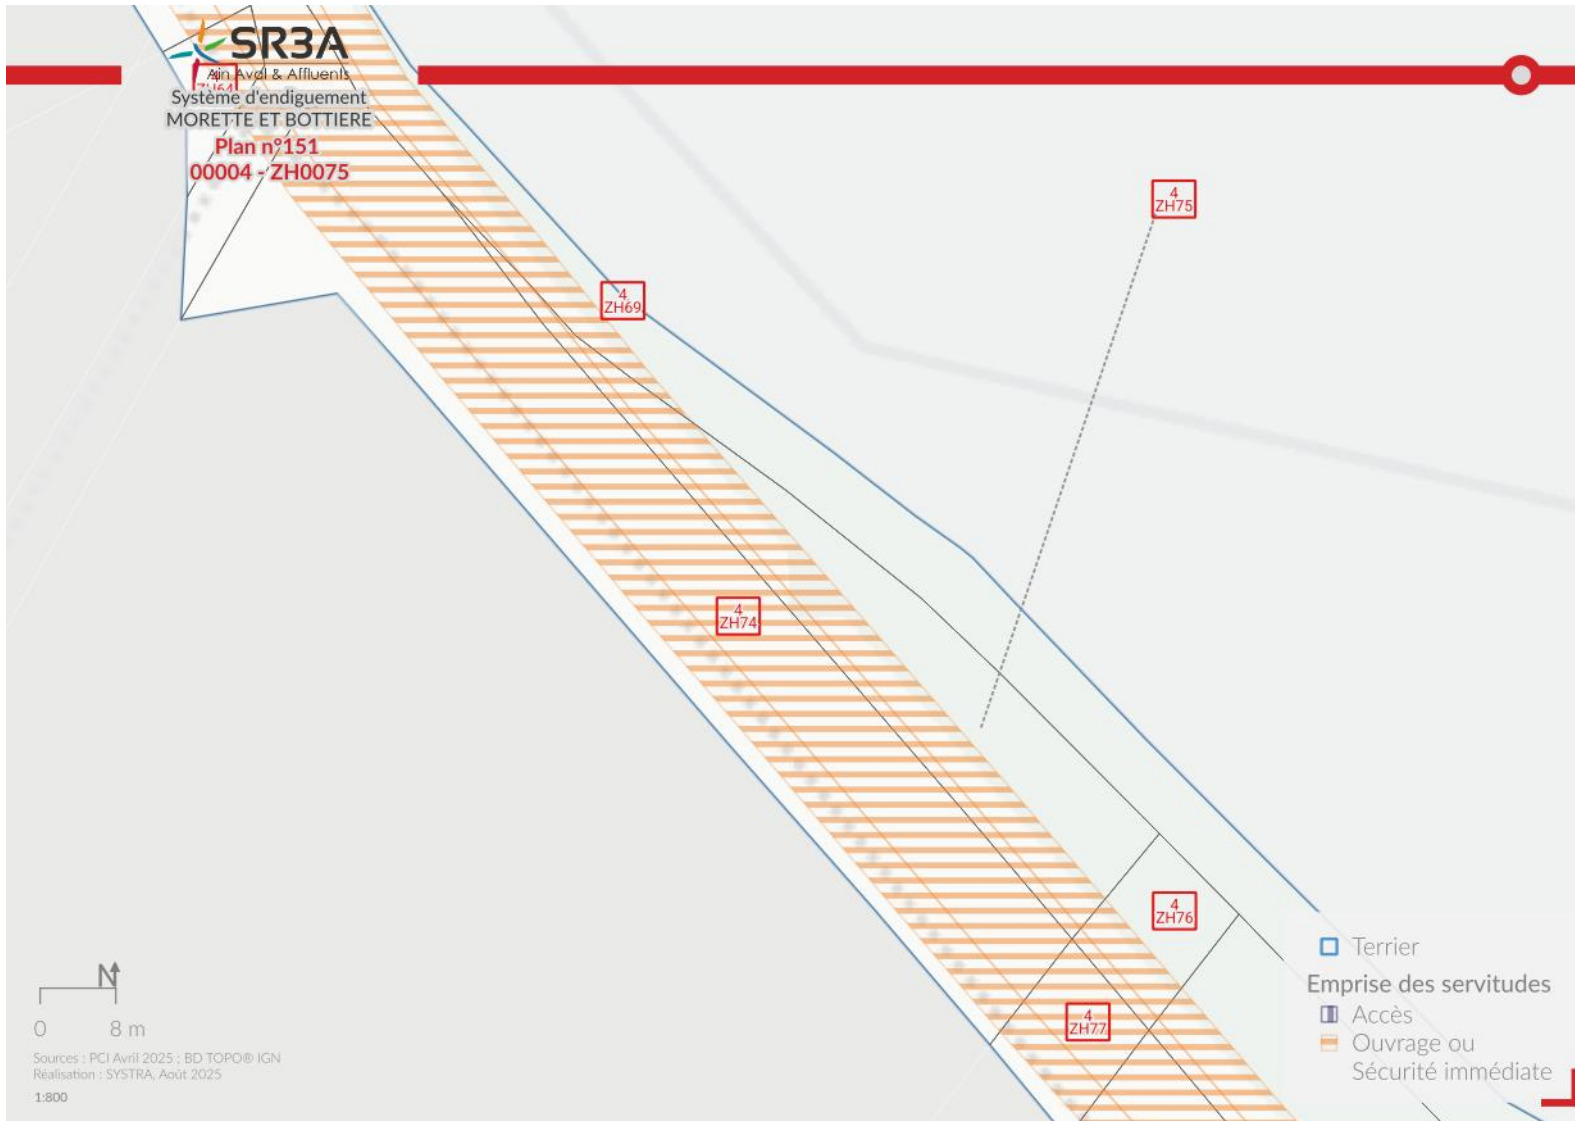 SR3A
Ain Aval & Affluents
4
ZH64
Système d'endiguement
MORETTE ET BOTTIERE
Plan n°151
00004 - ZH0075
4
ZH75
4
ZH69
4
ZH74
4
ZH76
4
ZH77
N
0 8 m
Sources : PCI Avril 2025 ; BD TOPO® IGN
Réalisation : SYSTRA, Août 2025
1:800
Terrier
Emprise des servitudes
Accès
Ouvrage ou
Sécurité immédiate